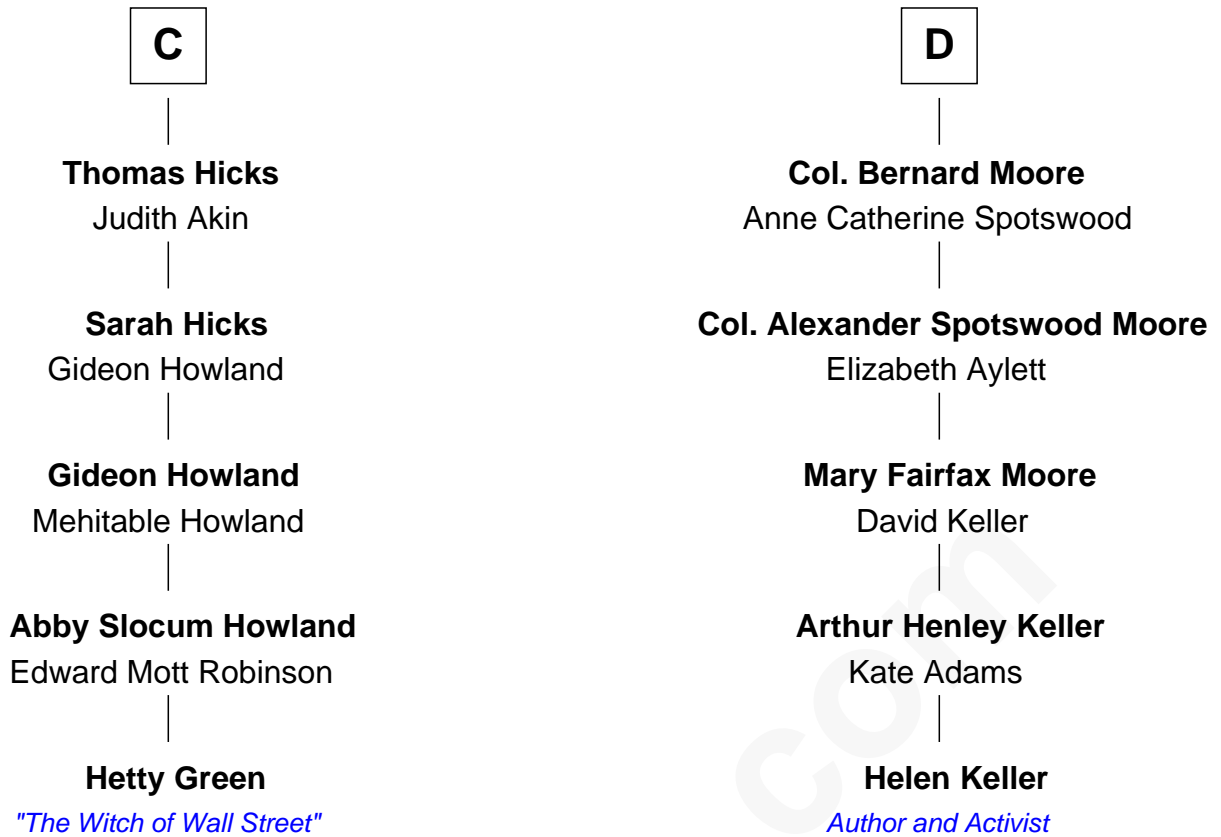 C
Thomas Hicks
Judith Akin
Sarah Hicks
Gideon Howland
Gideon Howland
Mehitable Howland
Abby Slocum Howland
Edward Mott Robinson
Hetty Green
"The Witch of Wall Street"
D
Col. Bernard Moore
Anne Catherine Spotswood
Col. Alexander Spotswood Moore
Elizabeth Aylett
Mary Fairfax Moore
David Keller
Arthur Henley Keller
Kate Adams
Helen Keller
Author and Activist
com